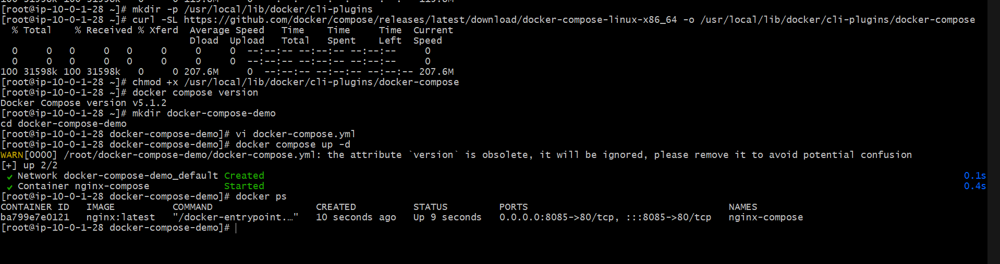 [root@ip-10-0-1-28 ~]# mkdir -p /usr/local/lib/docker/cli-plugins
[root@ip-10-0-1-28 ~]# curl -SL https://github.com/docker/compose/releases/latest/download/docker-compose-linux-x86_64 -o /usr/local/lib/docker/cli-plugins/docker-compose
  % Total    % Received % Xferd  Average Speed   Time    Time     Time  Current
                                 Dload  Upload   Total   Spent    Left  Speed
  0     0   0     0   0     0     0     0  --:--:-- --:--:-- --:--:--     0
  0     0   0     0   0     0     0     0  --:--:-- --:--:-- --:--:--     0
100 31598k 100 31598k   0     0 207.6M     0  --:--:-- --:--:-- --:--:-- 207.6M
[root@ip-10-0-1-28 ~]# chmod +x /usr/local/lib/docker/cli-plugins/docker-compose
[root@ip-10-0-1-28 ~]# docker compose version
Docker Compose version v5.1.2
[root@ip-10-0-1-28 ~]# mkdir docker-compose-demo
cd docker-compose-demo
[root@ip-10-0-1-28 docker-compose-demo]# vi docker-compose.yml
[root@ip-10-0-1-28 docker-compose-demo]# docker compose up -d
WARN[0000] /root/docker-compose-demo/docker-compose.yml: the attribute `version` is obsolete, it will be ignored, please remove it to avoid potential confusion
[+] up 2/2
 ✔ Network docker-compose-demo_default Created 0.1s
 ✔ Container nginx-compose             Started 0.4s
[root@ip-10-0-1-28 docker-compose-demo]# docker ps
CONTAINER ID   IMAGE          COMMAND                  CREATED          STATUS         PORTS                                     NAMES
ba799e7e0121   nginx:latest   "/docker-entrypoint.…"   10 seconds ago   Up 9 seconds   0.0.0.0:8085->80/tcp, :::8085->80/tcp   nginx-compose
[root@ip-10-0-1-28 docker-compose-demo]#